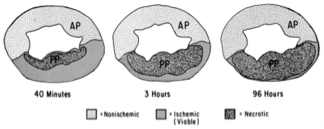 AP
PP
40 Minutes
AP
PP
3 Hours
AP
PP
96 Hours
= Nonischemic
= Ischemic
(Viable)
= Necrotic